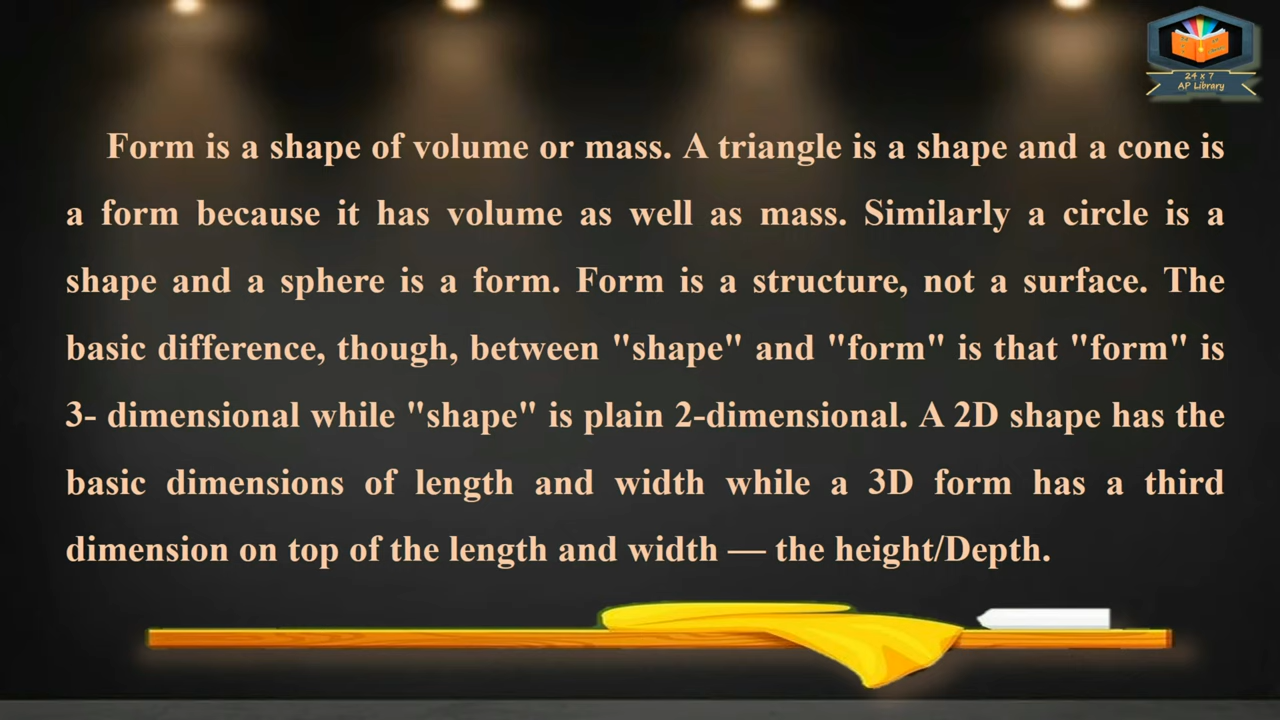 24 x 7
AP Library
Form is a shape of volume or mass. A triangle is a shape and a cone is
a form because it has volume as well as mass. Similarly a circle is a
shape and a sphere is a form. Form is a structure, not a surface. The
basic difference, though, between "shape" and "form" is that "form" is
3- dimensional while "shape" is plain 2-dimensional. A 2D shape has the
basic dimensions of length and width while a 3D form has a third
dimension on top of the length and width — the height/Depth.